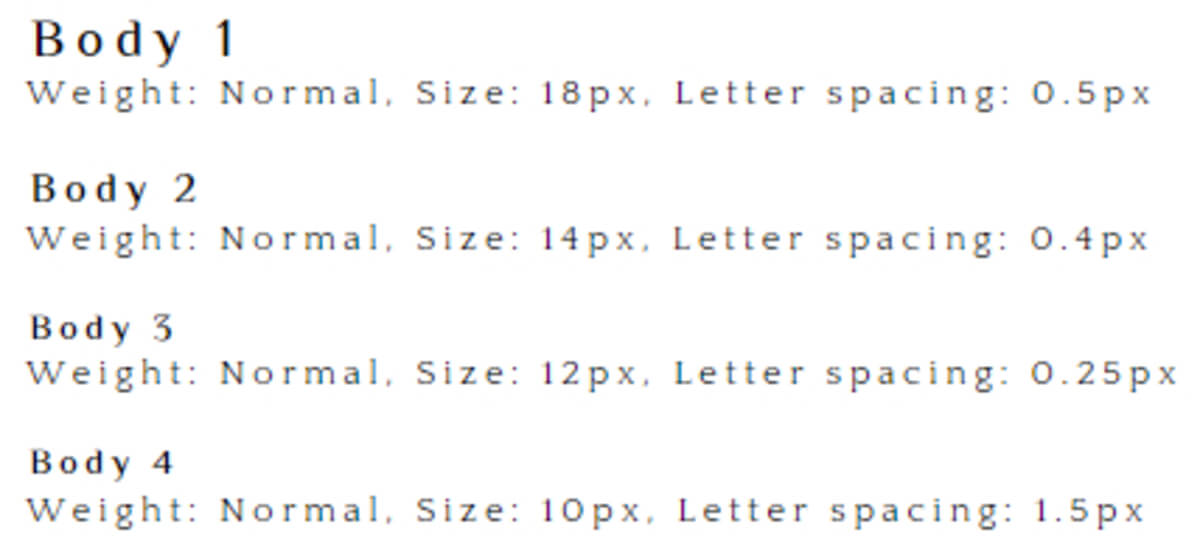 Body 1
Weight: Normal, Size: 18px, Letter spacing: 0.5px
Body 2
Weight: Normal, Size: 14px, Letter spacing: 0.4px
Body 3
Weight: Normal, Size: 12px, Letter spacing: 0.25px
Body 4
Weight: Normal, Size: 10px, Letter spacing: 1.5px